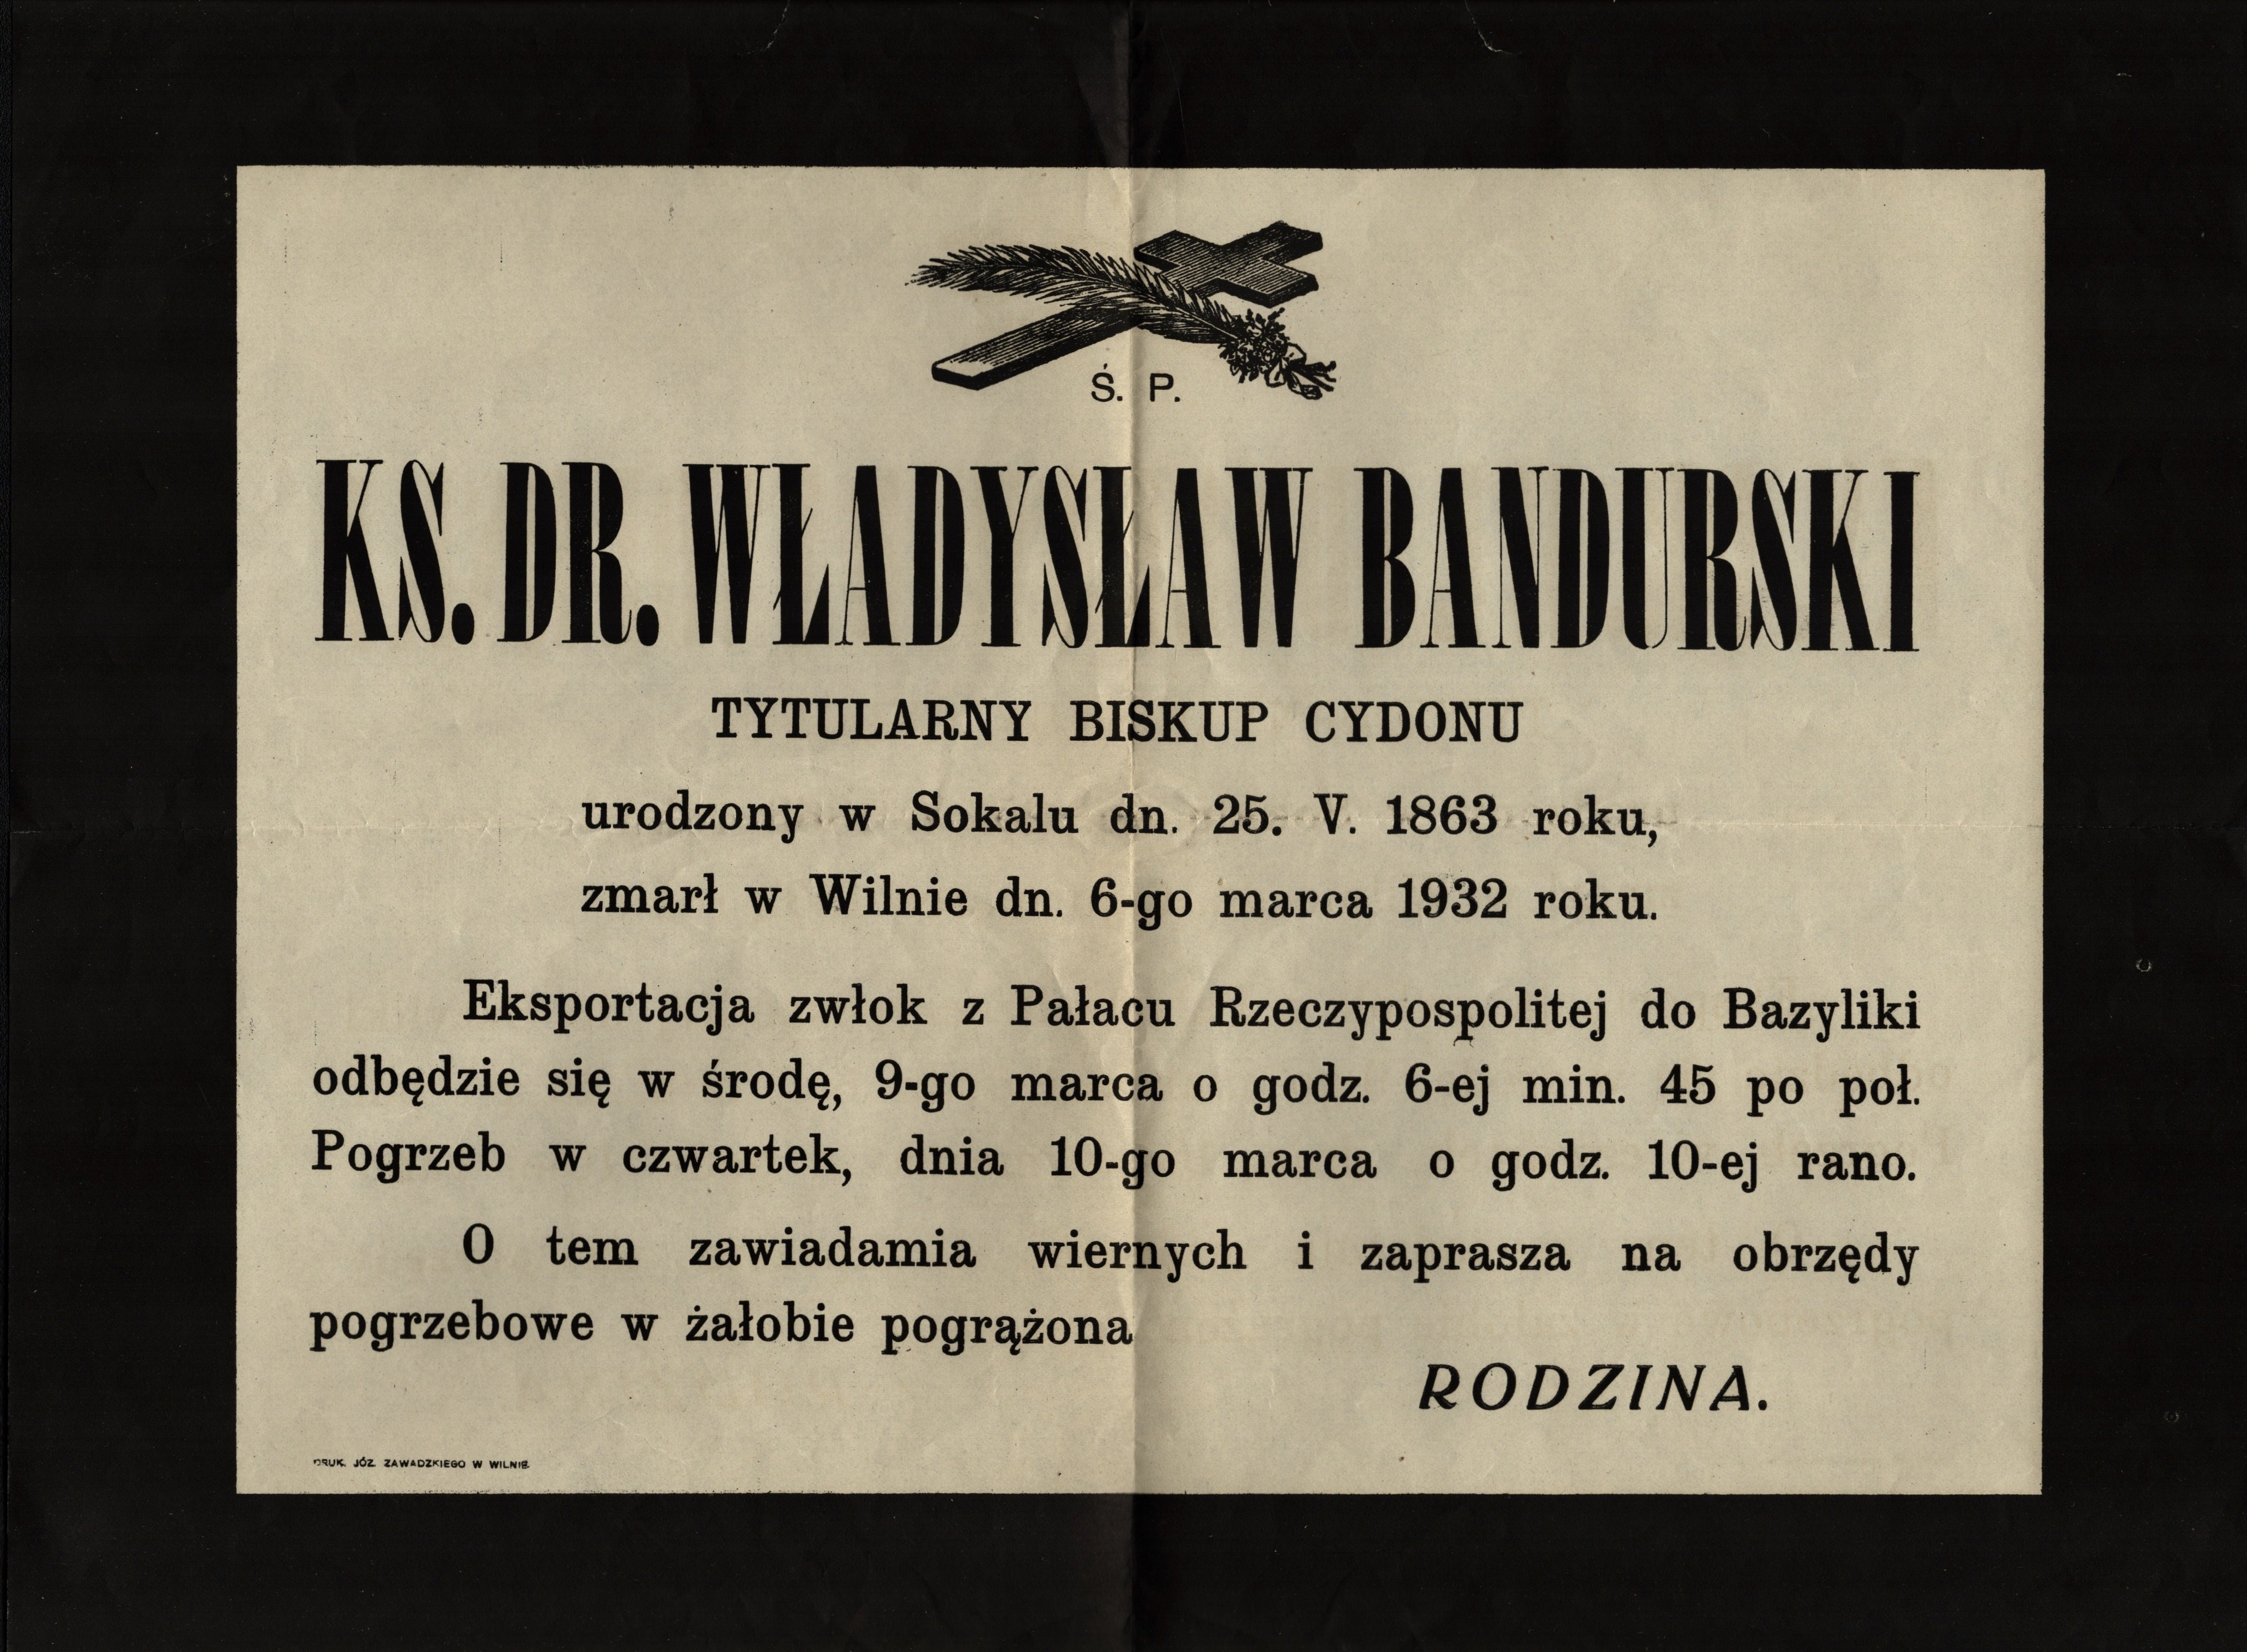 Ś. P.
KS. DR. WŁADYSŁAW BANDURSKI
TYTULARNY BISKUP CYDONU
urodzony w Sokalu dn. 25. V. 1863 roku,
zmarł w Wilnie dn. 6-go marca 1932 roku.
Eksportacja zwłok z Pałacu Rzeczypospolitej do Bazyliki
odbędzie się w środę, 9-go marca o godz. 6-ej min. 45 po poł.
Pogrzeb w czwartek, dnia 10-go marca o godz. 10-ej rano.
O tem zawiadamia wiernych i zaprasza na obrzędy
pogrzebowe w żałobie pogrążona
RODZINA.
DRUK. JÓZ. ZAWADZKIEGO W WILNIE.